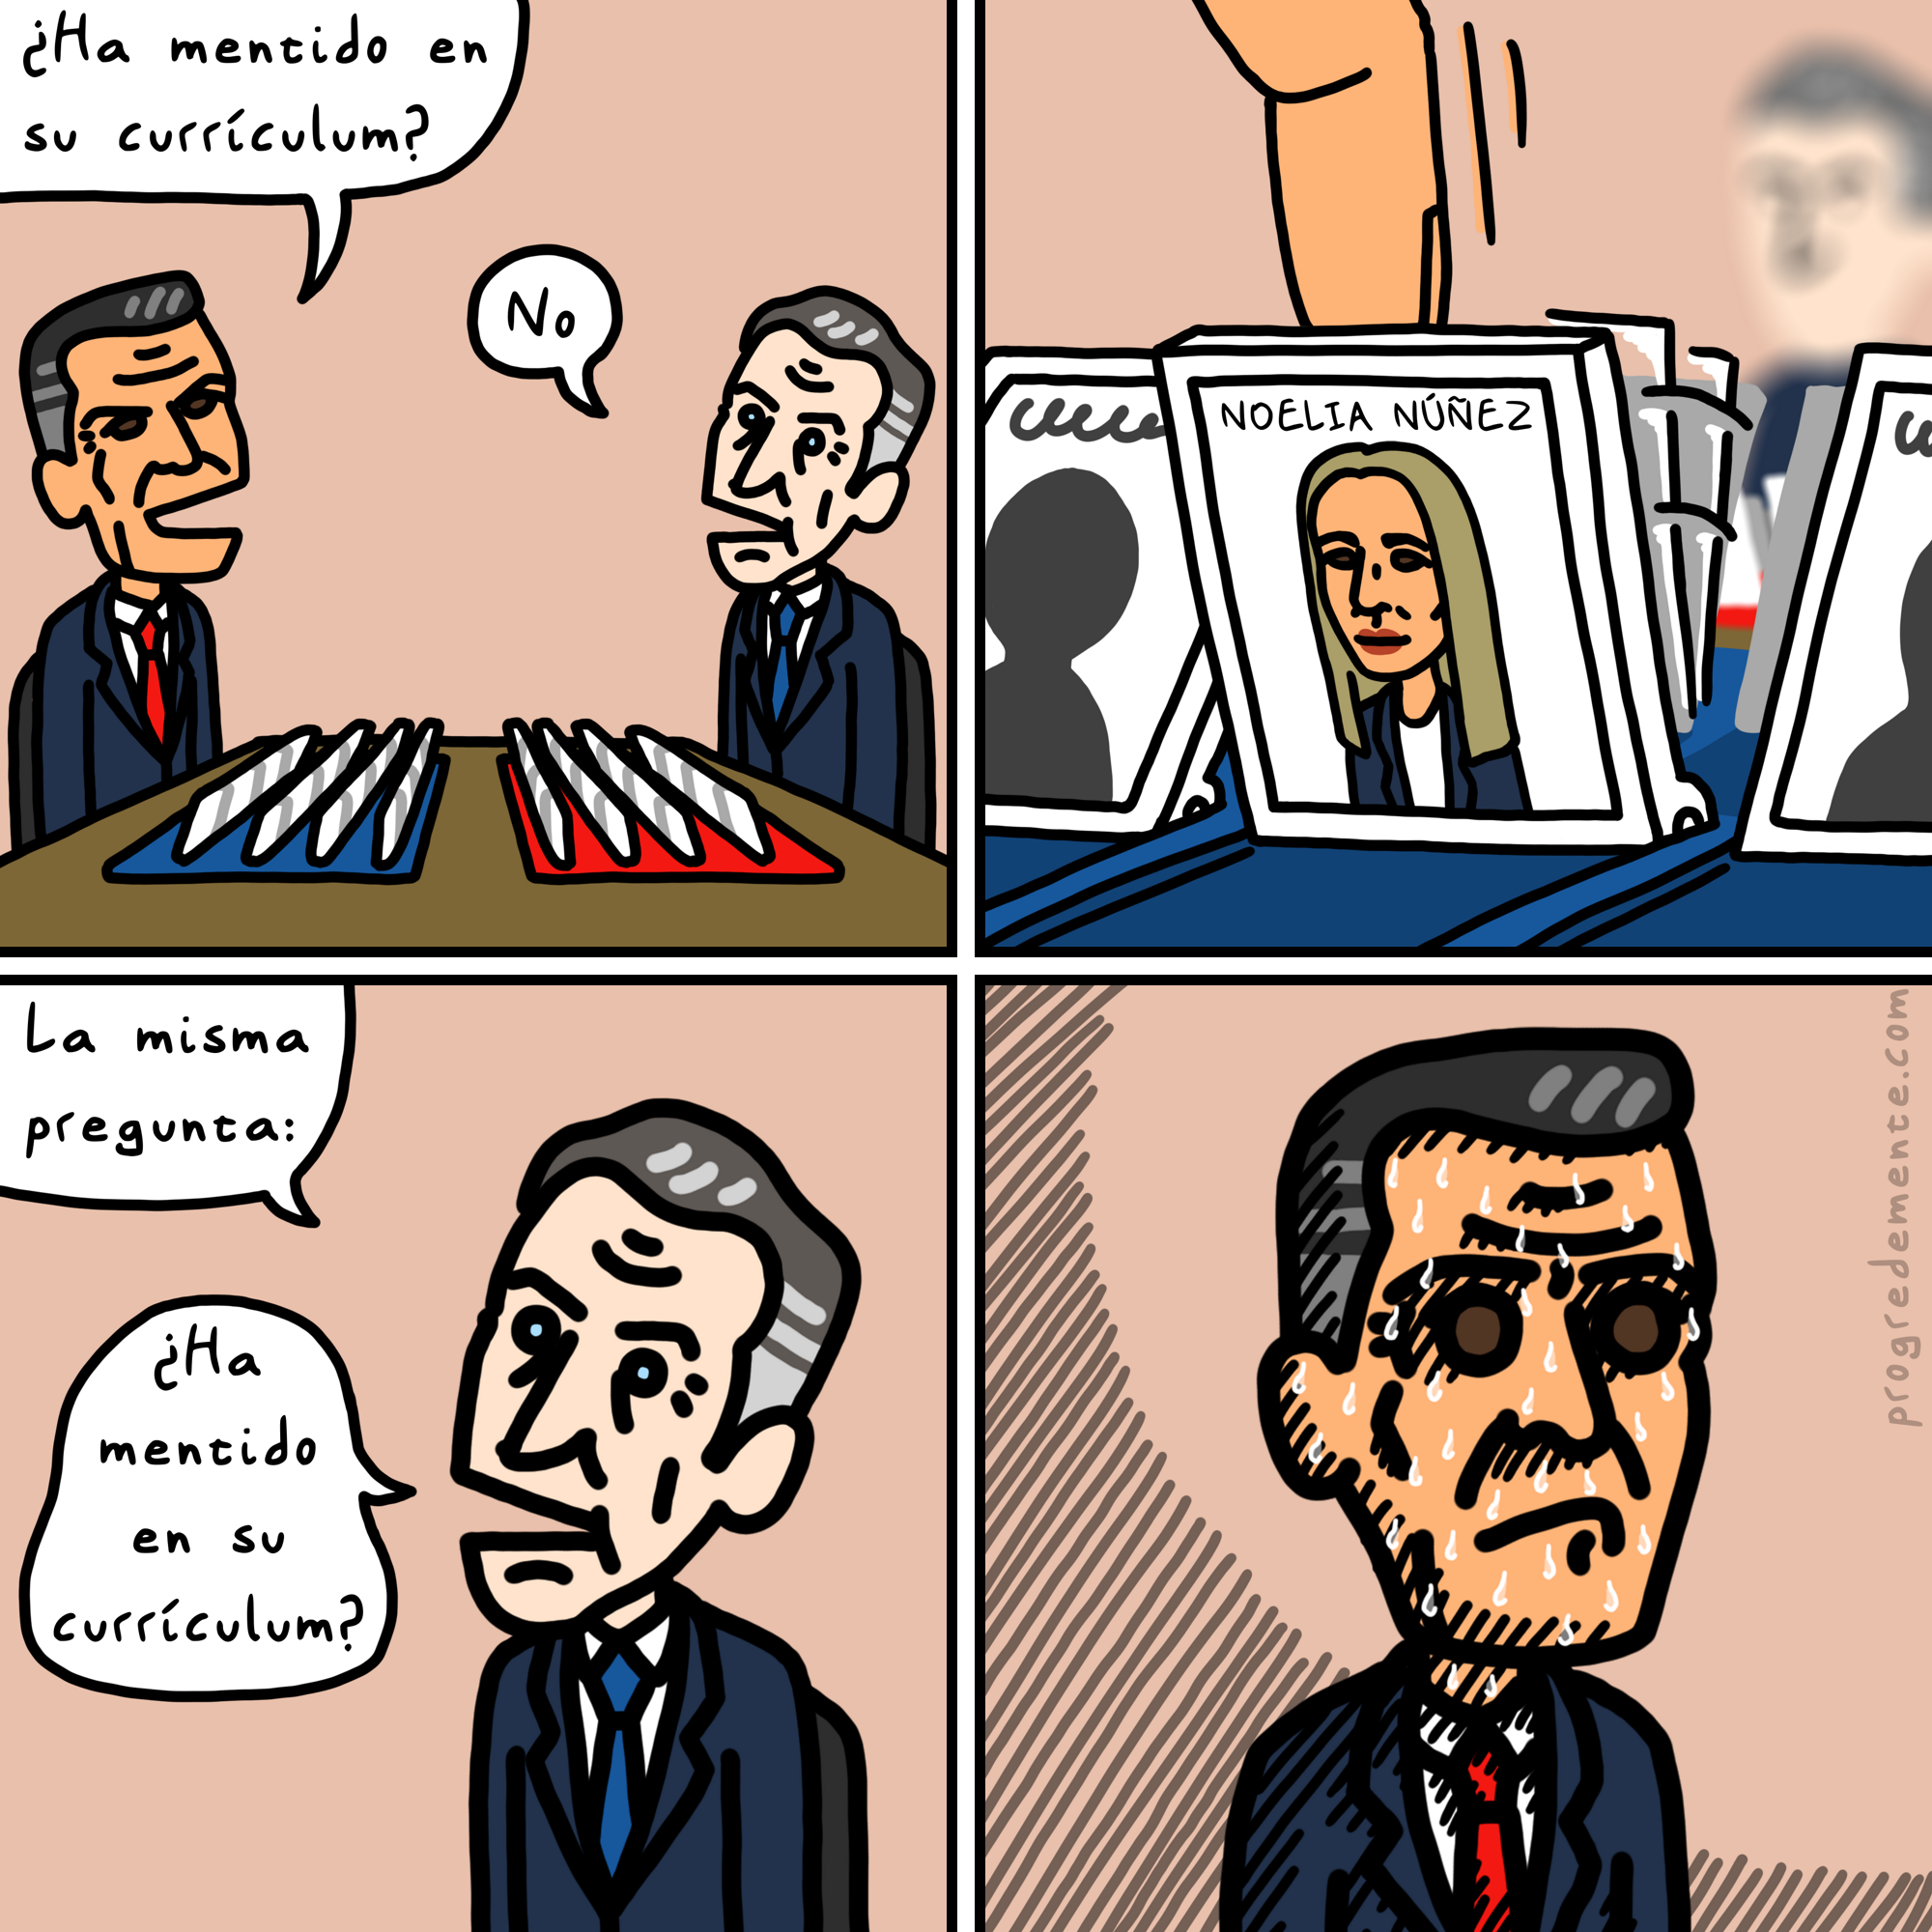 ¿Ha mentido en
su currículum?
No
NOELIA NÚÑEZ
La misma
pregunta:
¿Ha
mentido
en su
currículum?
progredemente.com